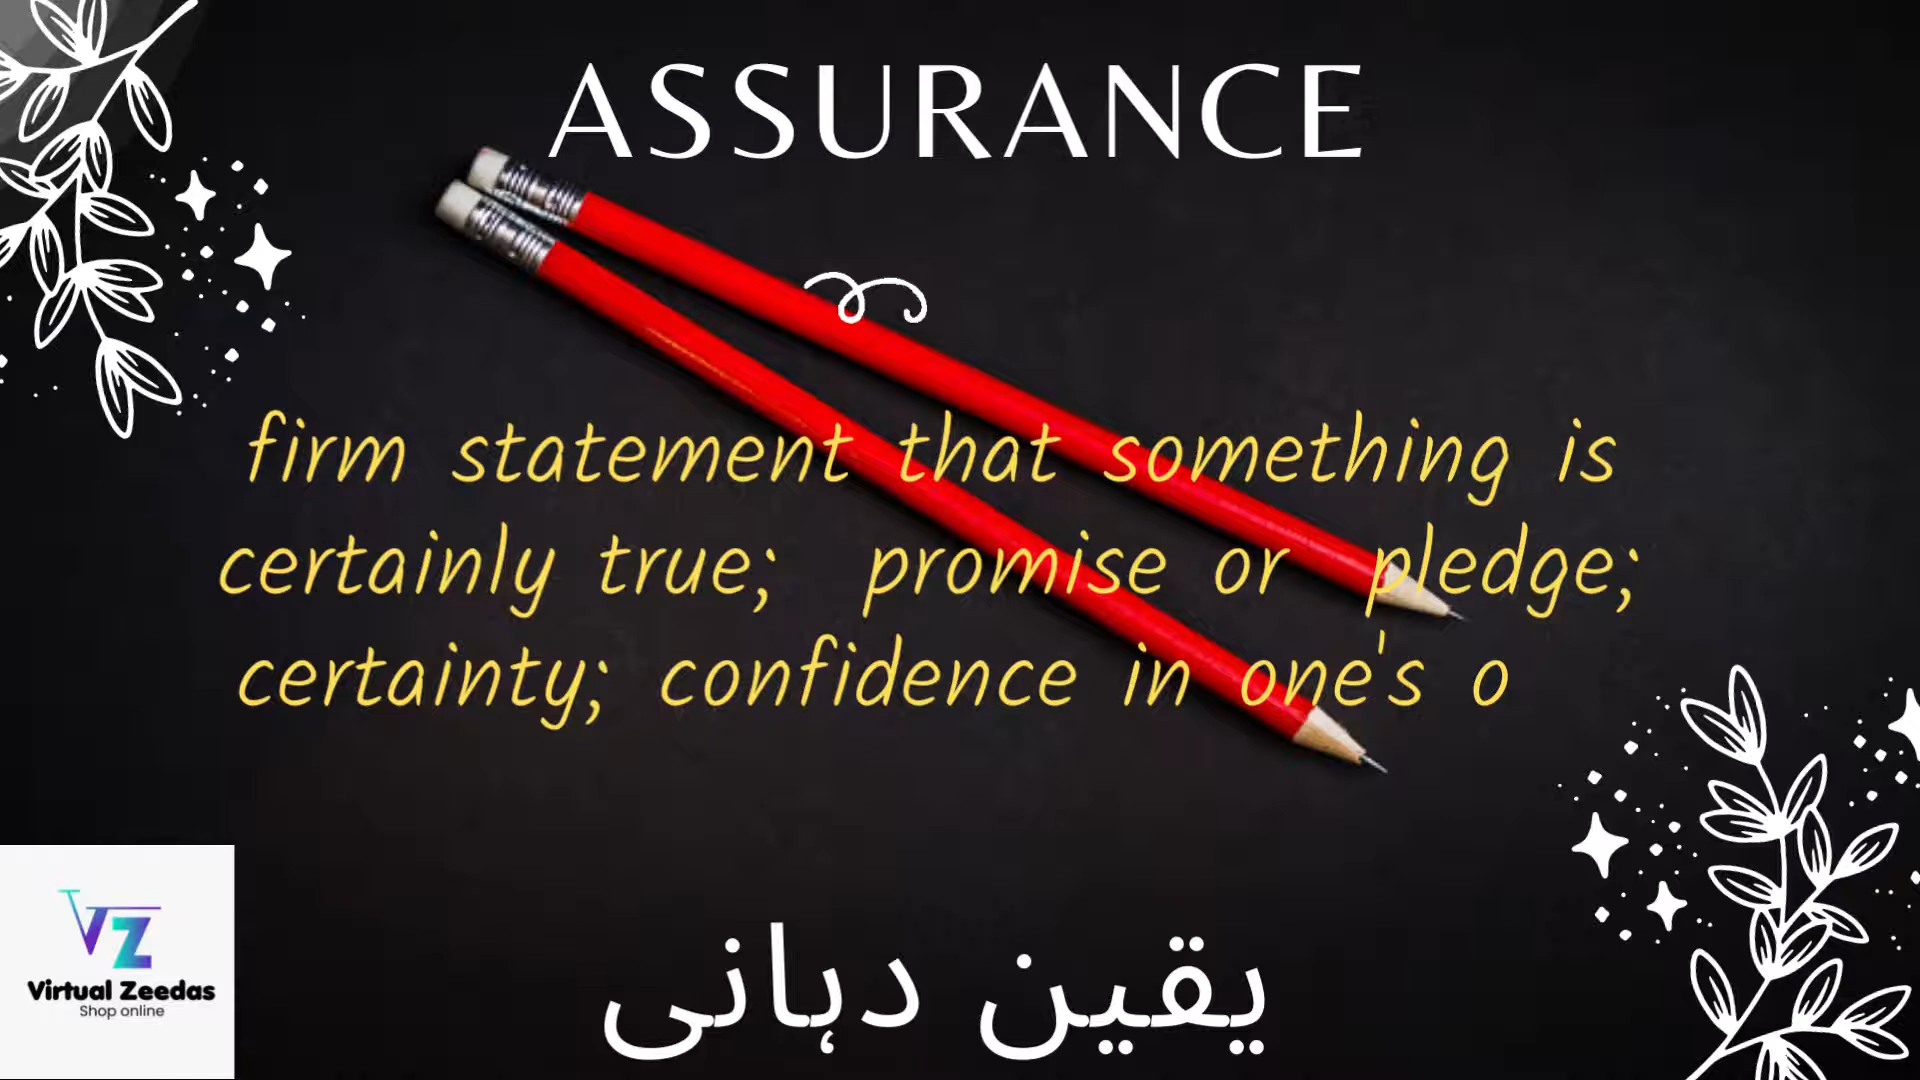 ASSURANCE
firm statement that something is
certainly true; promise or pledge;
certainty; confidence in one's o
یقین دہانی
VZ
Virtual Zeedas
Shop online